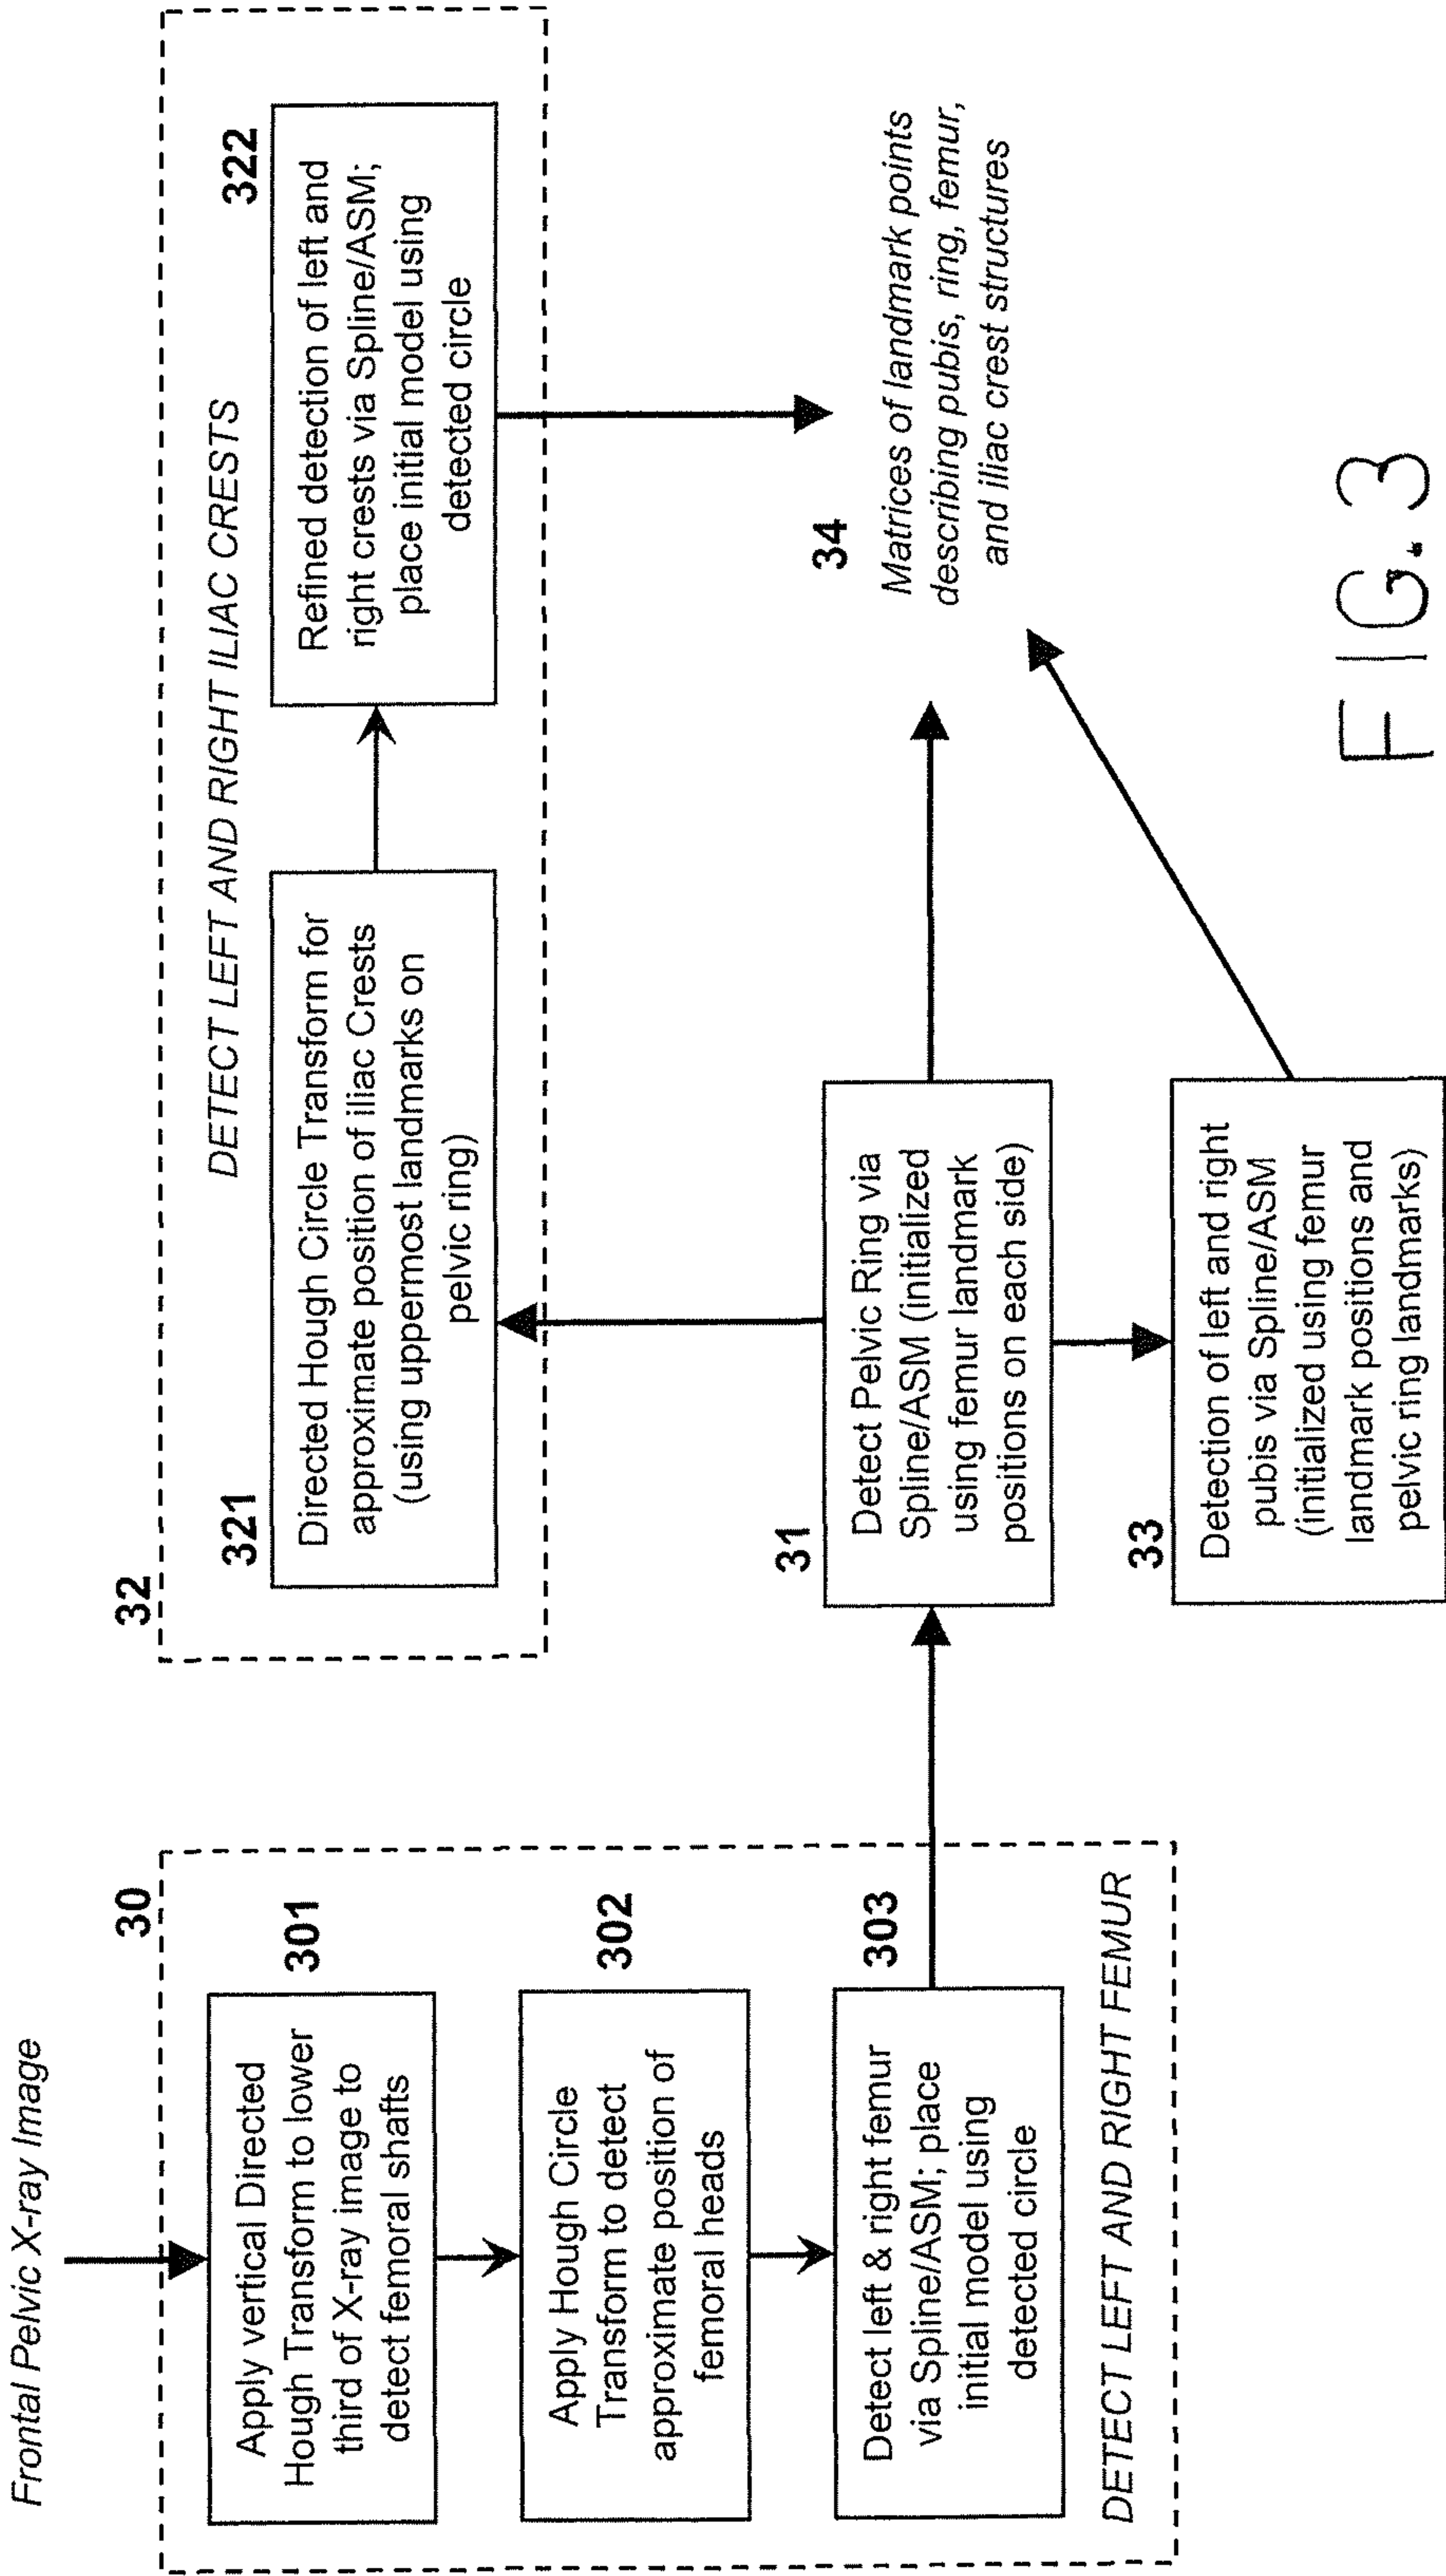 Frontal Pelvic X-ray Image
30
Apply vertical Directed
Hough Transform to lower
third of X-ray image to
detect femoral shafts
301
Apply Hough Circle
Transform to detect
approximate position of
femoral heads
302
Detect left & right femur
via Spline/ASM; place
initial model using
detected circle
303
DETECT LEFT AND RIGHT FEMUR
32
DETECT LEFT AND RIGHT ILIAC CRESTS
321
Directed Hough Circle Transform for
approximate position of iliac Crests
(using uppermost landmarks on
pelvic ring)
322
Refined detection of left and
right crests via Spline/ASM;
place initial model using
detected circle
31
Detect Pelvic Ring via
Spline/ASM (initialized
using femur landmark
positions on each side)
33
Detection of left and right
pubis via Spline/ASM
(initialized using femur
landmark positions and
pelvic ring landmarks)
34
Matrices of landmark points
describing pubis, ring, femur,
and iliac crest structures
FIG. 3